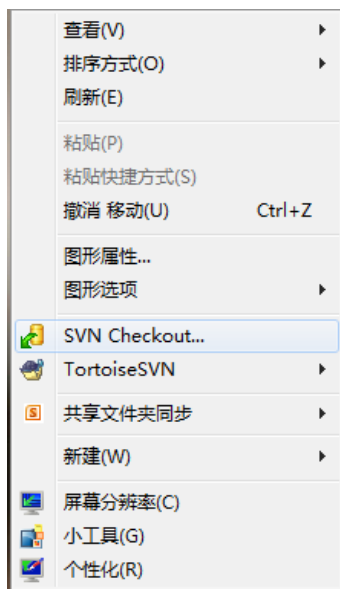 查看(V)
排序方式(O)
刷新(E)
粘贴(P)
粘贴快捷方式(S)
撤消 移动(U) Ctrl+Z
图形属性...
图形选项
SVN Checkout...
TortoiseSVN
共享文件夹同步
新建(W)
屏幕分辨率(C)
小工具(G)
个性化(R)